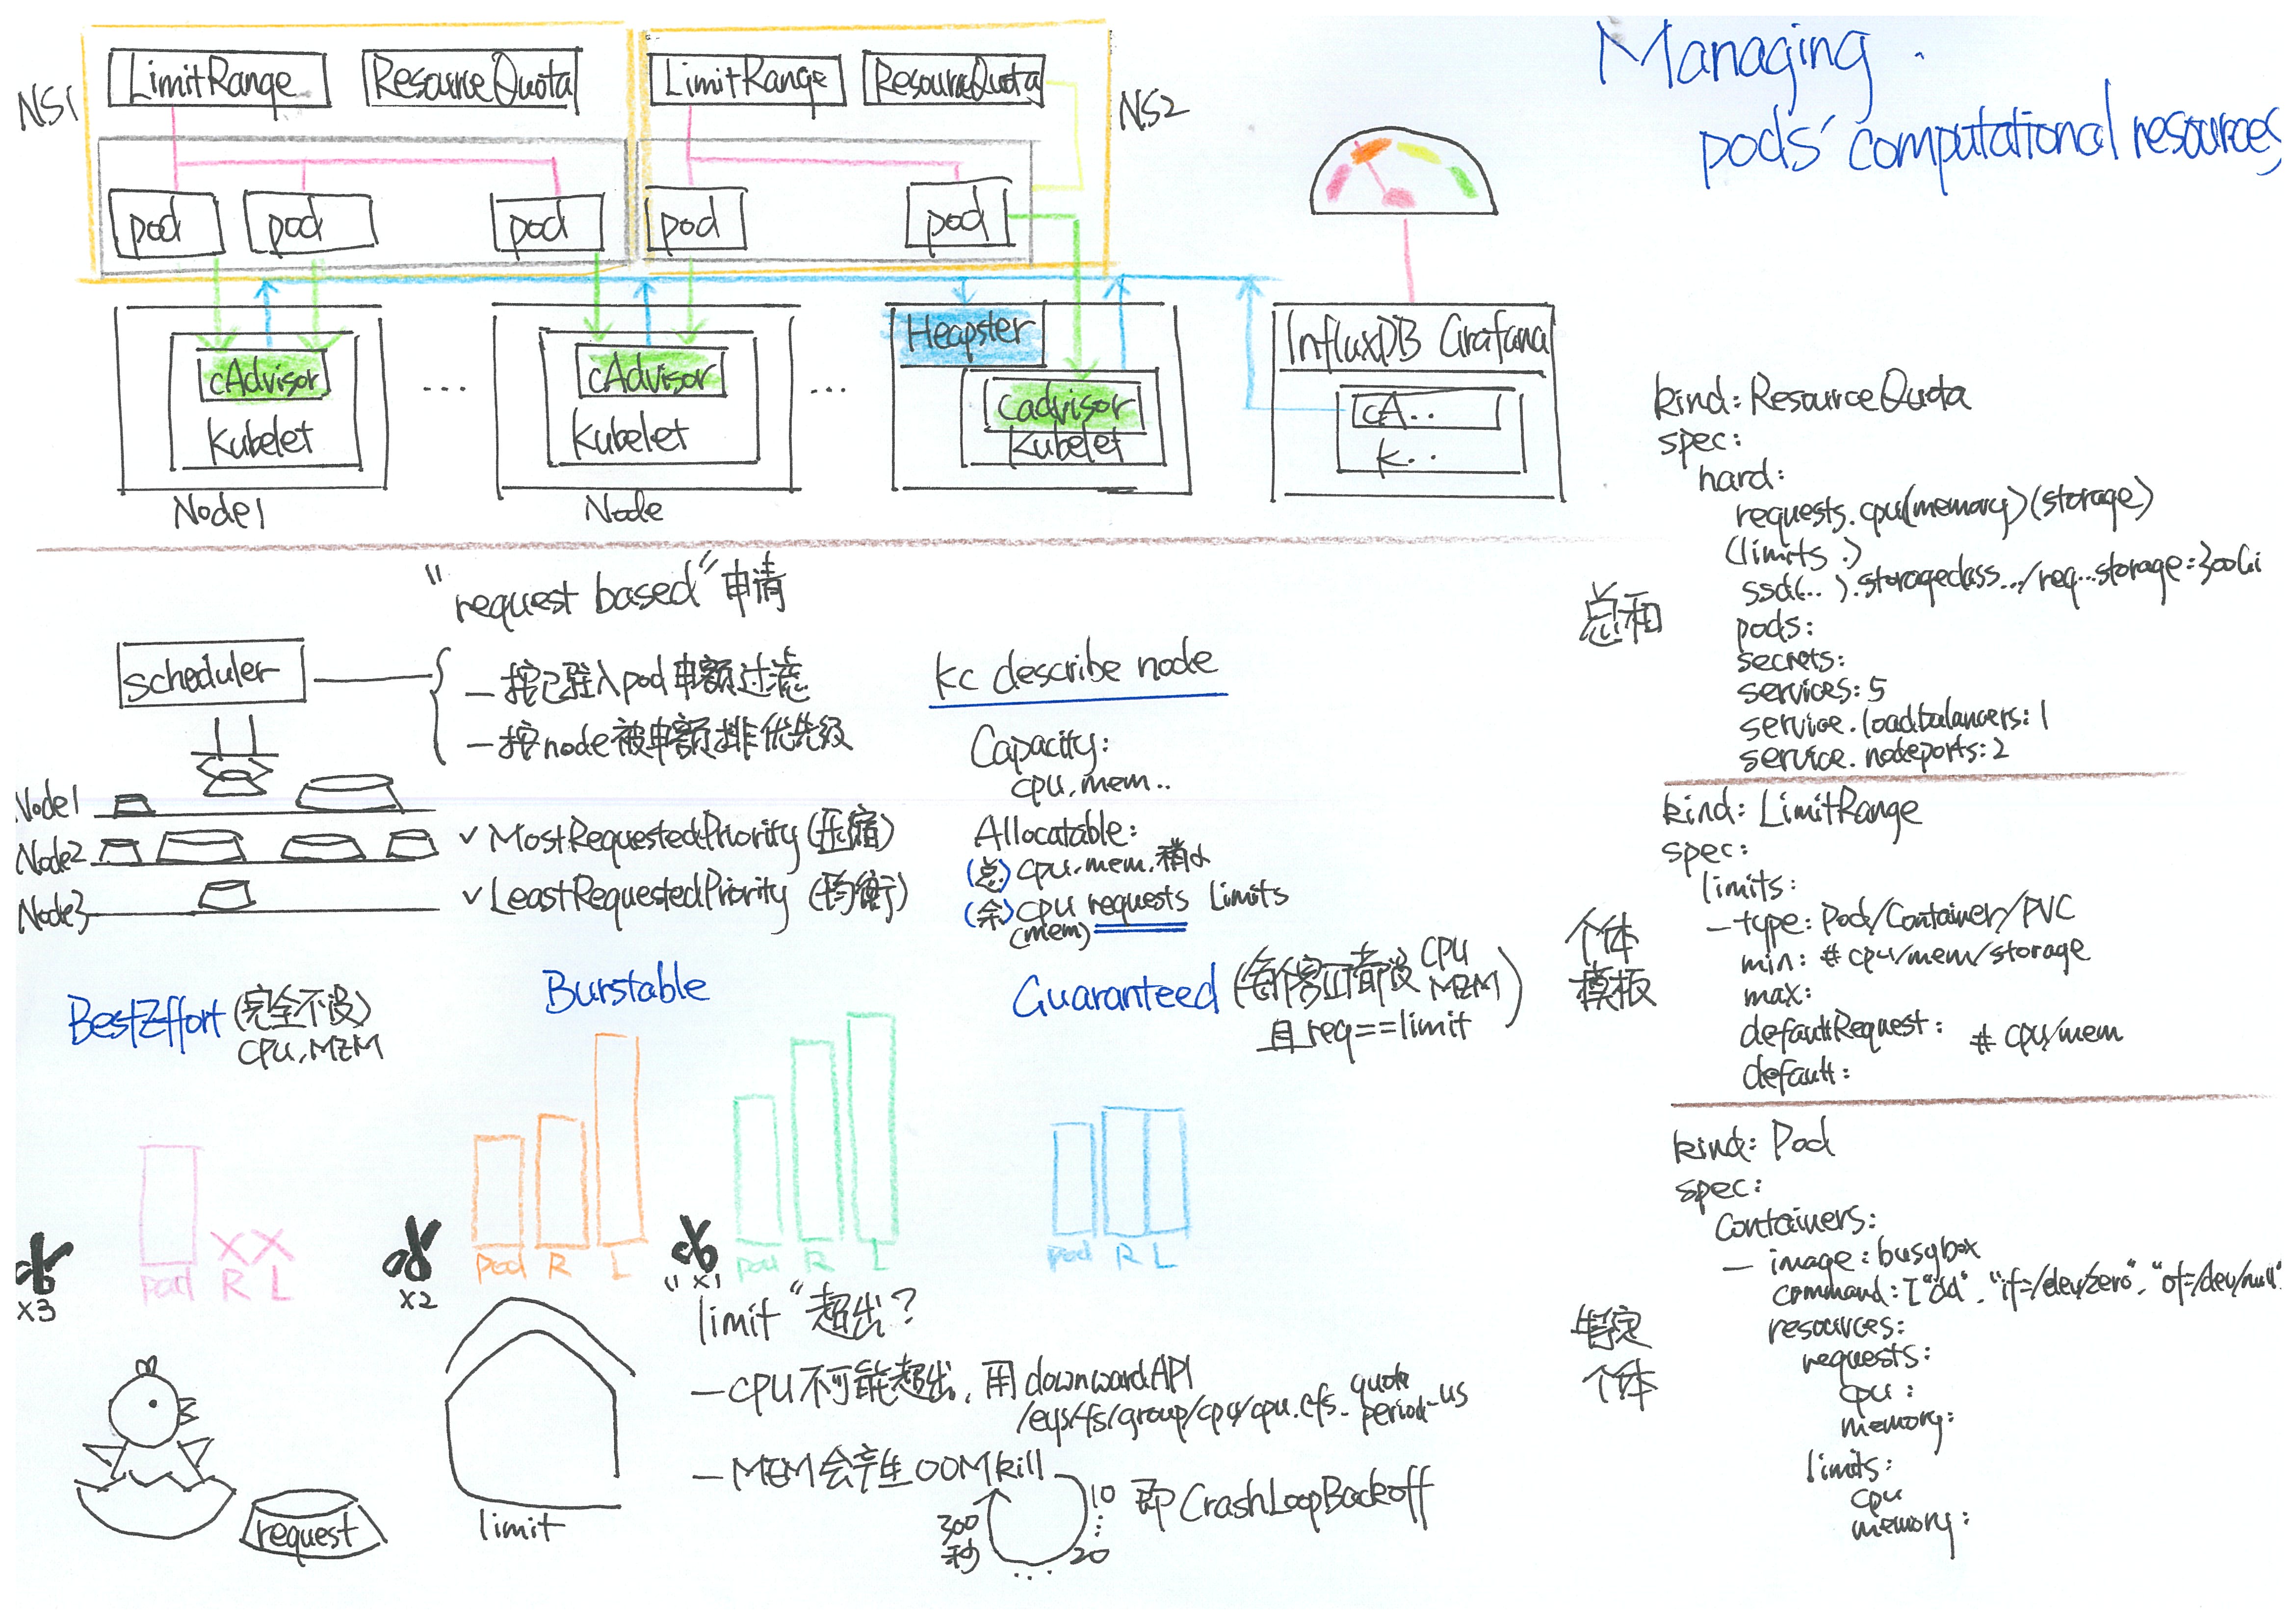 Managing
pods' computational resources
NS1
LimitRange
ResourceQuota
LimitRange
ResourceQuota
NS2
pod
pod
pod
pod
pod
cAdvisor
Kubelet
Node1
...
cAdvisor
Kubelet
Node
...
Heapster
cadvisor
Kubelet
InfluxDB Grafana
cA..
K..
"request based" 申请
scheduler
— 按已驻入pod申额过滤
— 按node被申额排优先级
Node1
Node2
Node3
✓ MostRequestedPriority (压缩)
✓ LeastRequestedPriority (均衡)
kc describe node
Capacity:
cpu, mem..
Allocatable:
(总) cpu, mem, 稍小
(余) cpu requests limits
(mem)
BestEffort (完全不设)
CPU, MEM
Burstable
Guaranteed (每个容器都设 CPU
MEM)
且 req==limit
x3
pod R L
x2
pod R L
x1
pod R L
pod R L
request
limit
"limit" 超出?
— CPU 不可能超出, 用 downwardAPI
/sys/fs/group/cpu/cpu.cfs_ quota
period_us
— MEM 会产生 OOMkill
10
20
...
300
秒
即 CrashLoopBackoff
总和
kind: ResourceQuota
spec:
hard:
requests.cpu(memory)(storage)
(limits.)
ssd(..).storageclass.../req...storage: 300Gi
pods:
secrets:
services: 5
service.loadbalancers: 1
service.nodeports: 2
个体
模板
kind: LimitRange
spec:
limits:
— type: Pod/Container/PVC
min: # cpu/mem/storage
max:
defaultRequest: # cpu/mem
default:
特定
个体
kind: Pod
spec:
Containers:
— image: busybox
command: ["dd", "if=/dev/zero", "of=/dev/null"
resources:
requests:
cpu:
memory:
limits:
cpu
memory: